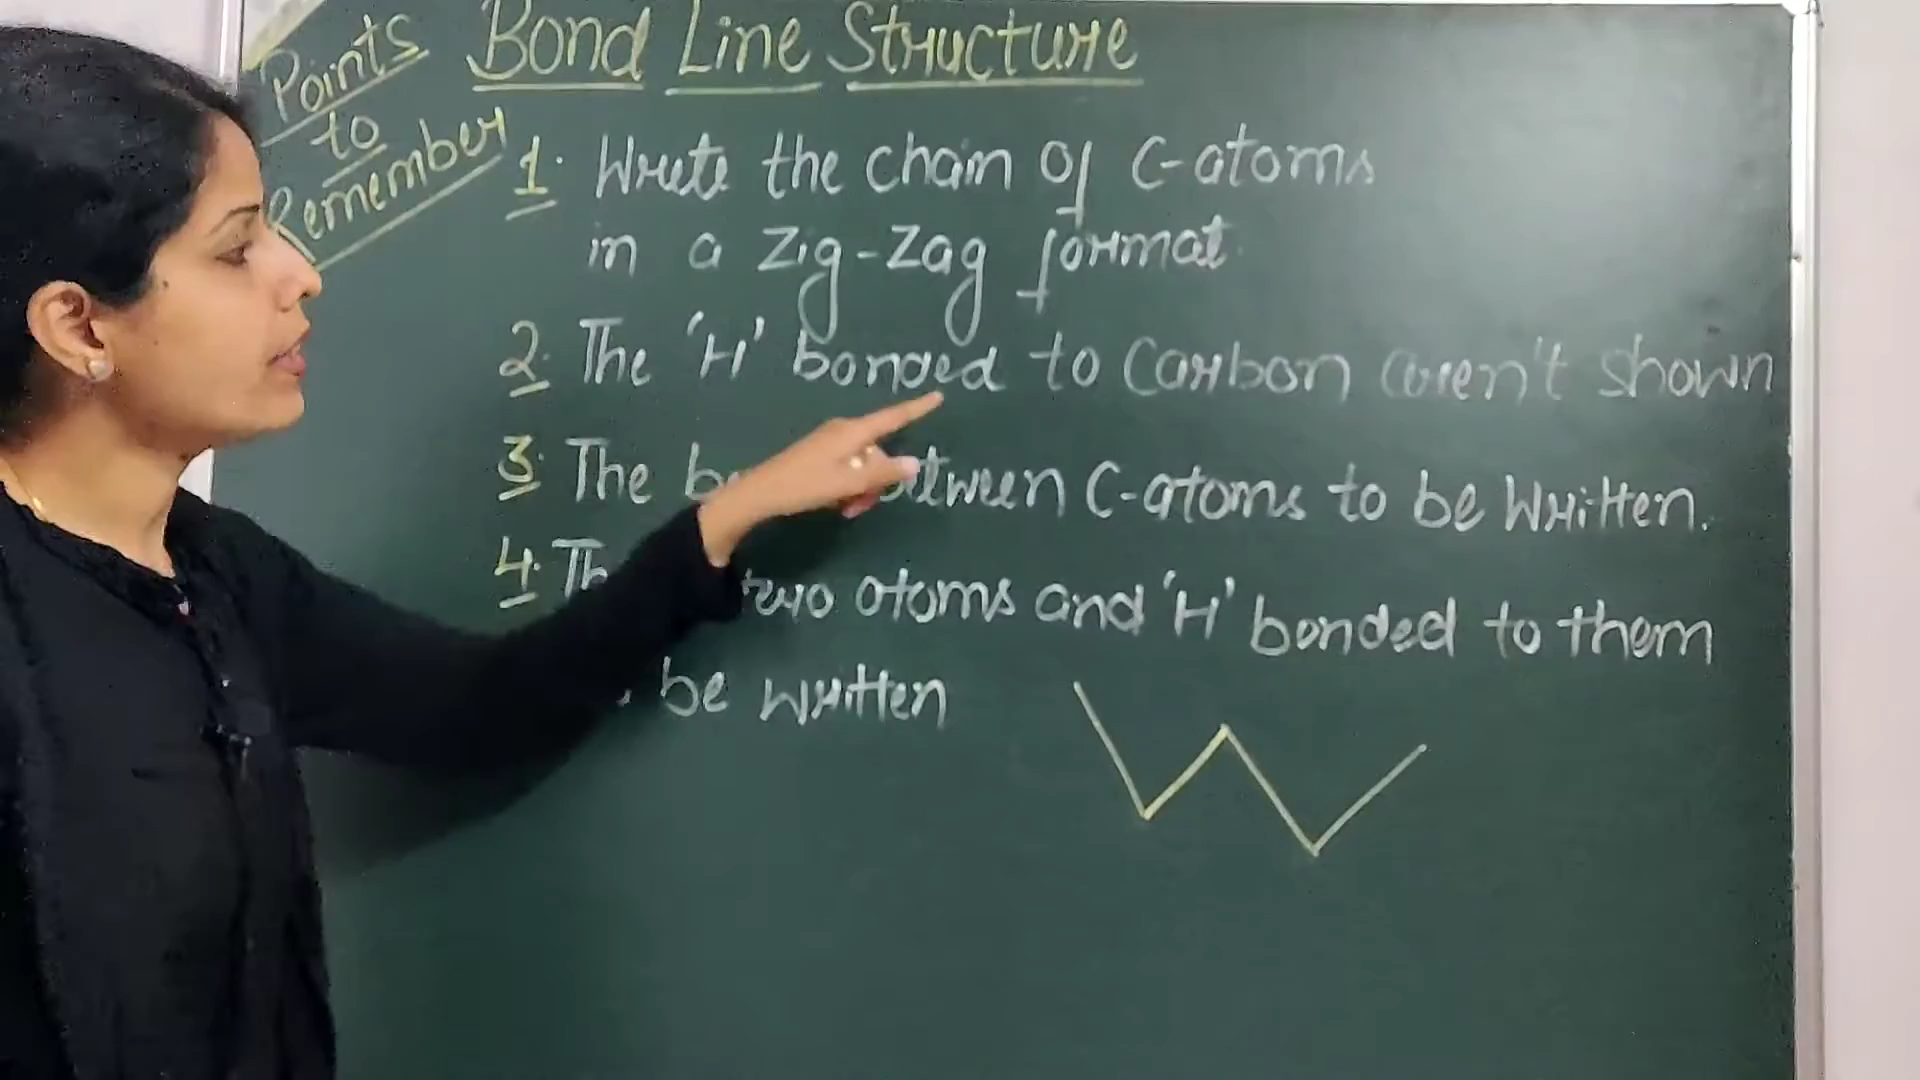 Points
to
Remember
Bond Line Structure
1. Write the chain of C-atoms
in a Zig-Zag format
2. The 'H' bonded to Carbon aren't shown
3. The between C-atoms to be Written.
4. two atoms and 'H' bonded to them
be written